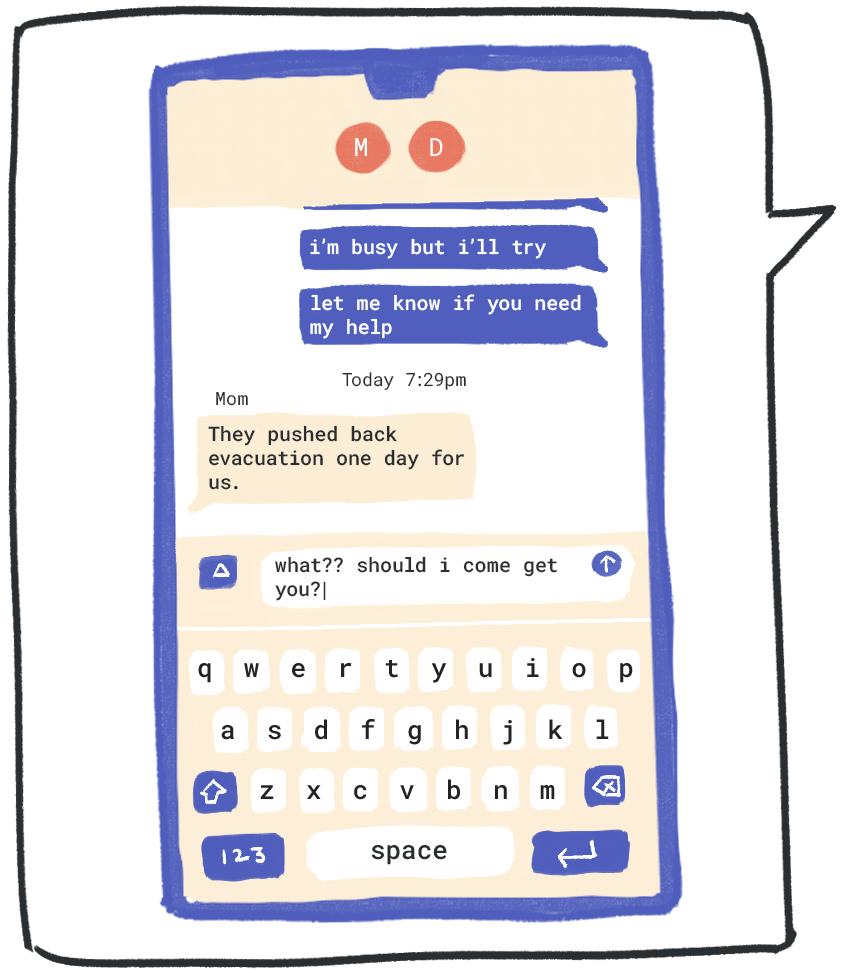 M D
i'm busy but i'll try
let me know if you need
my help
Today 7:29pm
Mom
They pushed back
evacuation one day for
us.
what?? should i come get
you?
q w e r t y u i o p
a s d f g h j k l
z x c v b n m
123 space